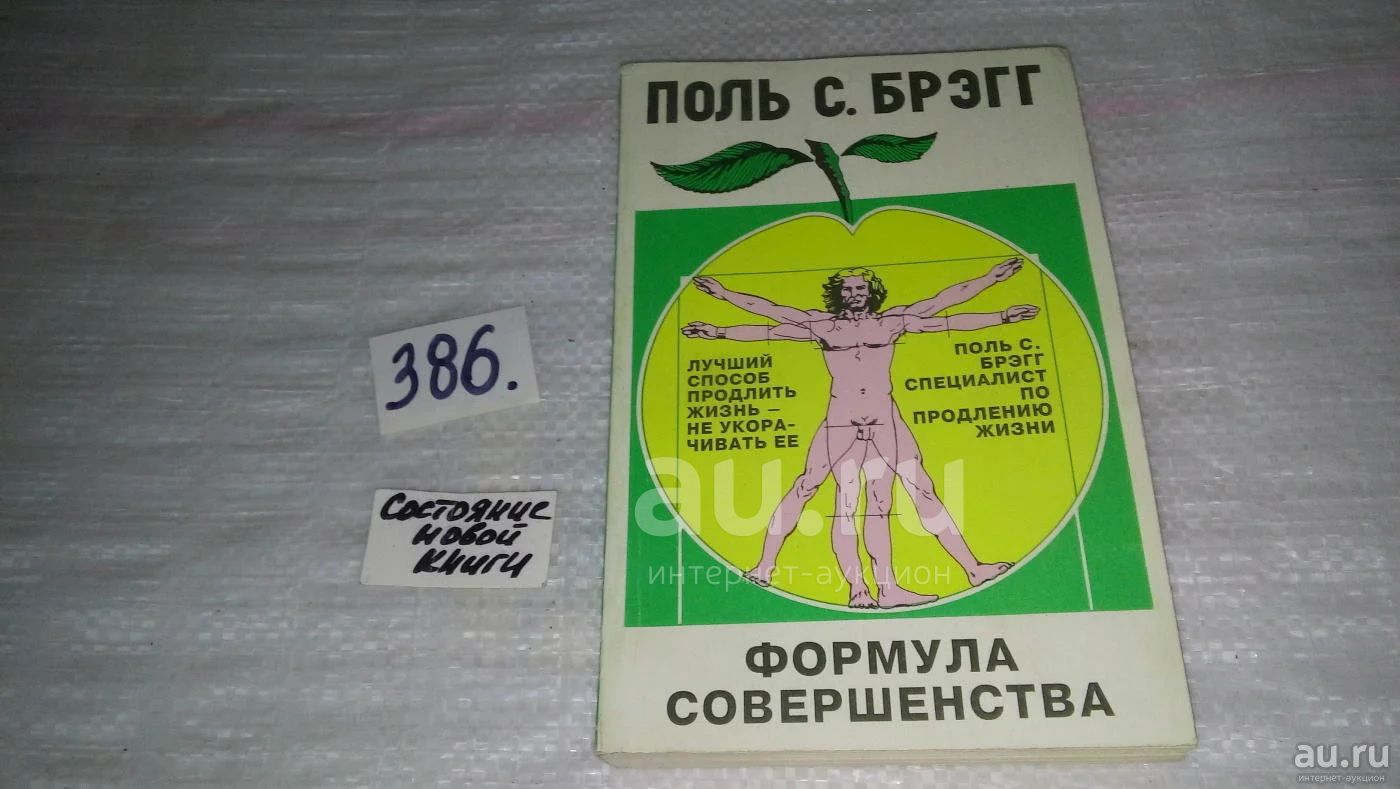 ПОЛЬ С. БРЭГГ
ЛУЧШИЙ
СПОСОБ
ПРОДЛИТЬ
ЖИЗНЬ –
НЕ УКОРА-
ЧИВАТЬ ЕЕ
ПОЛЬ С.
БРЭГГ
СПЕЦИАЛИСТ
ПО
ПРОДЛЕНИЮ
ЖИЗНИ
ФОРМУЛА
СОВЕРШЕНСТВА
386.
Состояние
новой
книги
au.ru
интернет-аукцион
au.ru
интернет-аукцион